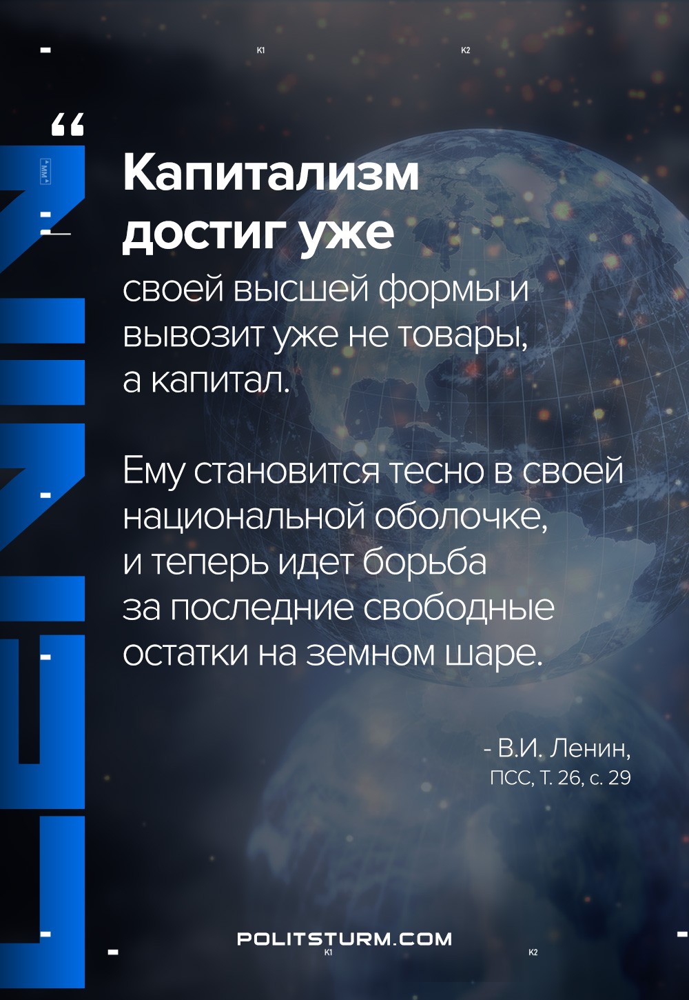 K1 K2
“
MM
LENIN
Капитализм
достиг уже
своей высшей формы и
вывозит уже не товары,
а капитал.
Ему становится тесно в своей
национальной оболочке,
и теперь идет борьба
за последние свободные
остатки на земном шаре.
- В.И. Ленин,
ПСС, Т. 26, с. 29
POLITSTURM.COM
K1 K2